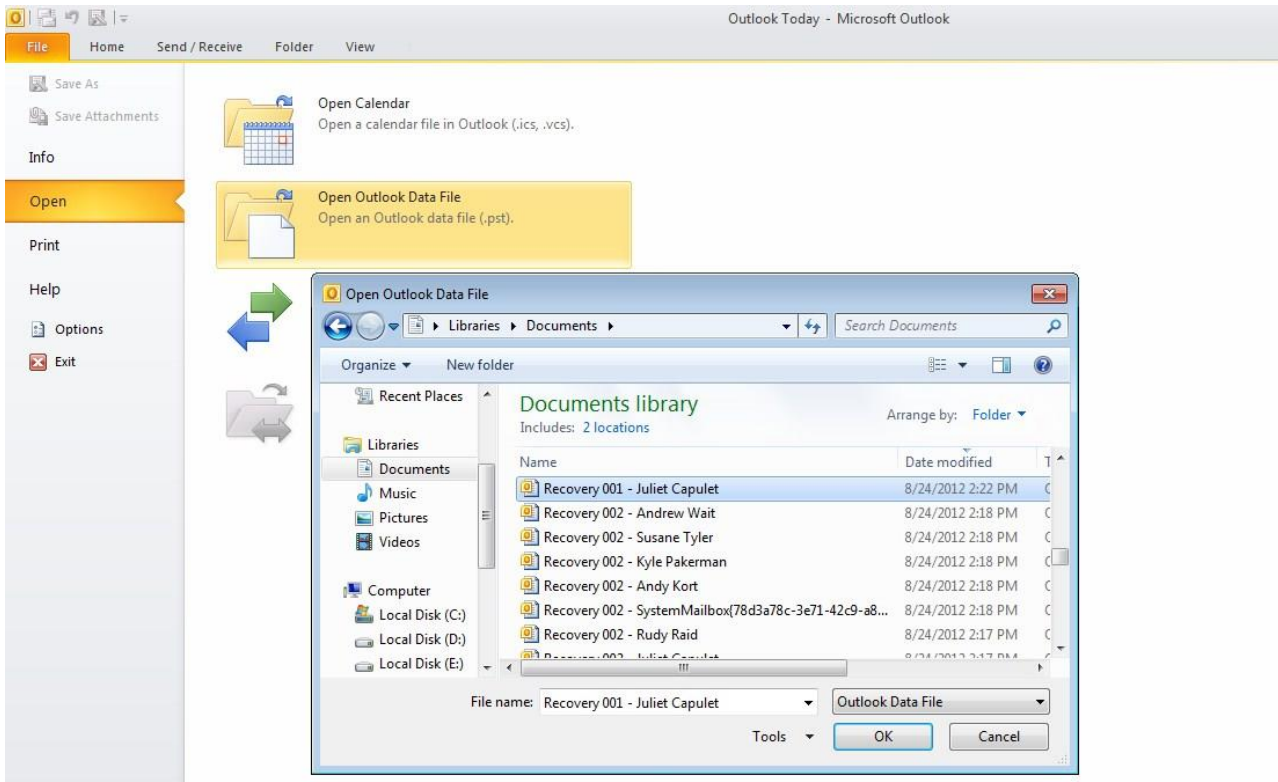 Outlook Today - Microsoft Outlook
File Home Send / Receive Folder View
Save As
Save Attachments
Info
Open
Print
Help
Options
Exit
Open Calendar
Open a calendar file in Outlook (.ics, .vcs).
Open Outlook Data File
Open an Outlook data file (.pst).
Open Outlook Data File
Libraries Documents
Search Documents
Organize New folder
Recent Places
Libraries
Documents
Music
Pictures
Videos
Computer
Local Disk (C:)
Local Disk (D:)
Local Disk (E:)
Documents library
Includes: 2 locations
Arrange by: Folder
Name Date modified T
Recovery 001 - Juliet Capulet 8/24/2012 2:22 PM
Recovery 002 - Andrew Wait 8/24/2012 2:18 PM
Recovery 002 - Susane Tyler 8/24/2012 2:18 PM
Recovery 002 - Kyle Pakerman 8/24/2012 2:18 PM
Recovery 002 - Andy Kort 8/24/2012 2:18 PM
Recovery 002 - SystemMailbox{78d3a78c-3e71-42c9-a8... 8/24/2012 2:18 PM
Recovery 002 - Rudy Raid 8/24/2012 2:17 PM
File name: Recovery 001 - Juliet Capulet Outlook Data File
Tools OK Cancel